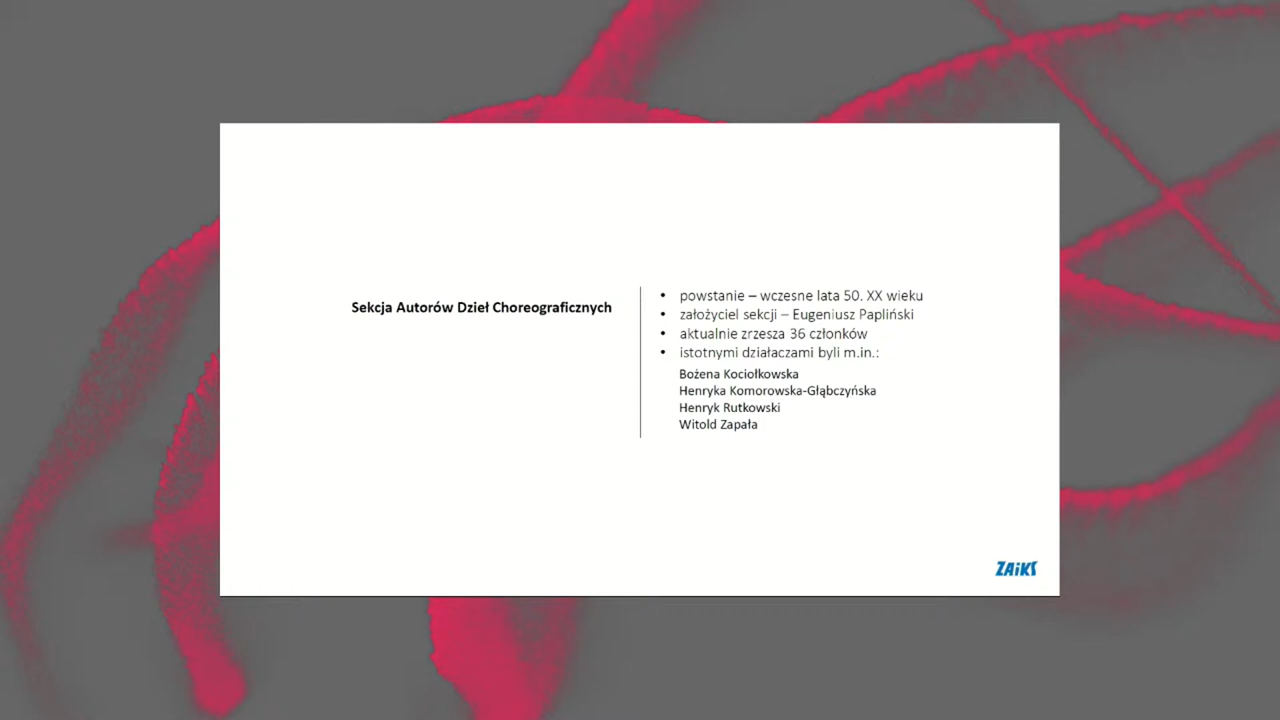 Sekcja Autorów Dzieł Choreograficznych
• powstanie – wczesne lata 50. XX wieku
• założyciel sekcji – Eugeniusz Papliński
• aktualnie zrzesza 36 członków
• istotnymi działaczami byli m.in.:
Bożena Kociołkowska
Henryka Komorowska-Głąbczyńska
Henryk Rutkowski
Witold Zapała
ZAiKS